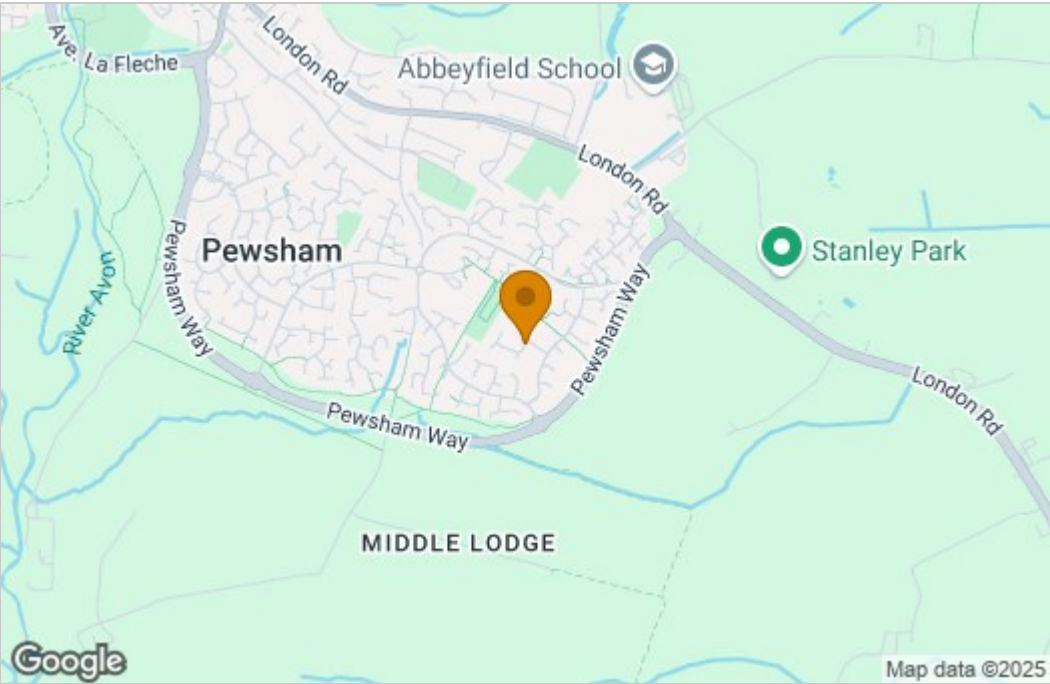 Ave. La Fleche
London Rd
Abbeyfield School
London Rd
Pewsham
Stanley Park
Pewsham Way
River Avon
Pewsham Way
Pewsham Way
London Rd
MIDDLE LODGE
Google
Map data ©2025